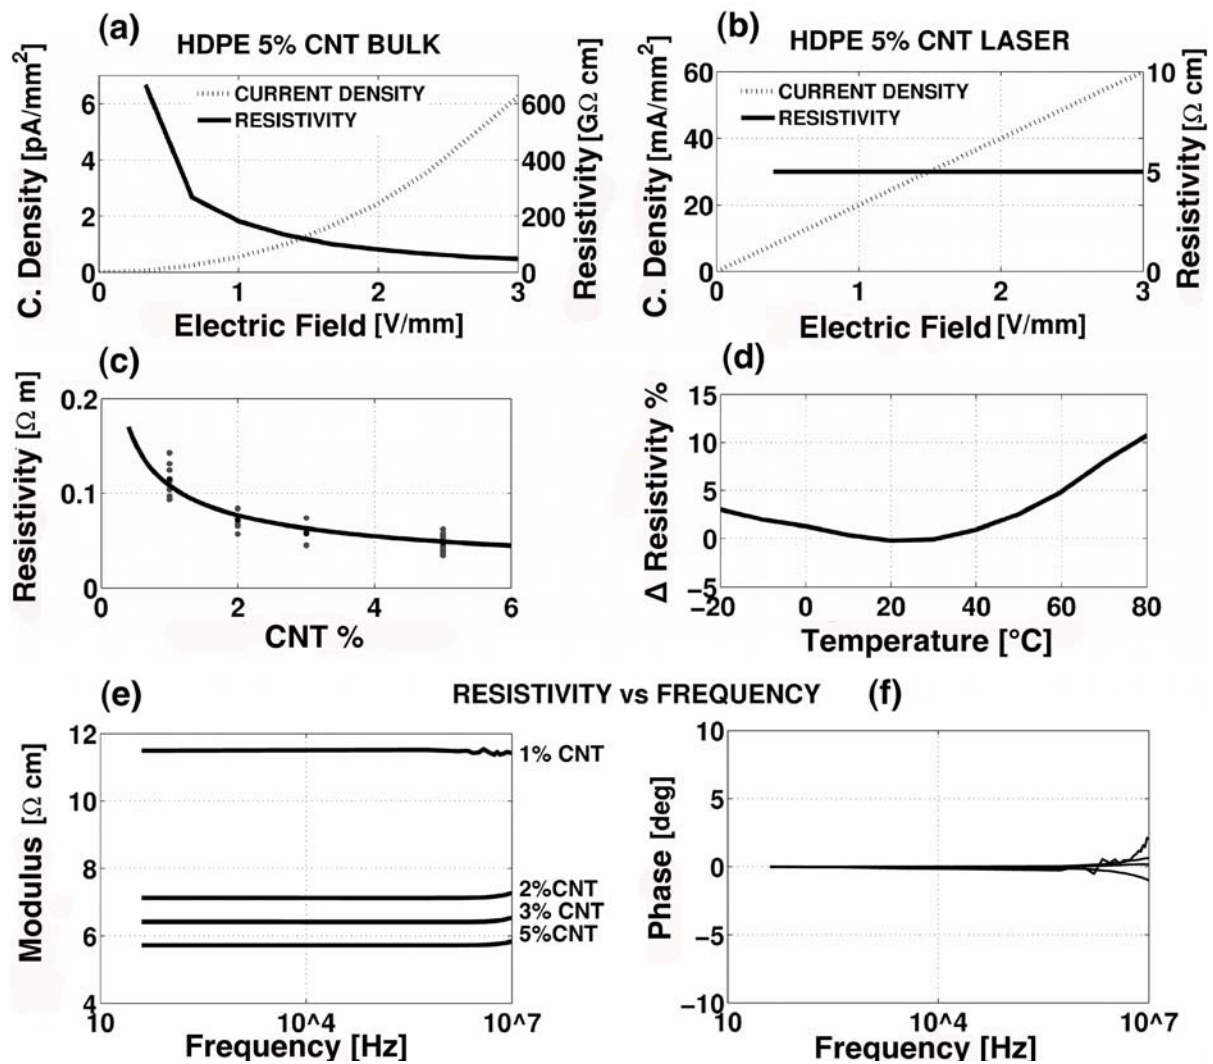 (a)
HDPE 5% CNT BULK
C. Density [pA/mm²]
6
4
2
0
CURRENT DENSITY
RESISTIVITY
600
400
200
0
Resistivity [GΩ cm]
0 1 2 3
Electric Field [V/mm]
(b)
HDPE 5% CNT LASER
C. Density [mA/mm²]
60
40
20
0
CURRENT DENSITY
RESISTIVITY
10
5
0
Resistivity [Ω cm]
0 1 2 3
Electric Field [V/mm]
(c)
Resistivity [Ω m]
0.2
0.1
0
0 2 4 6
CNT %
(d)
Δ Resistivity %
15
10
5
0
−5
−20 0 20 40 60 80
Temperature [°C]
RESISTIVITY vs FREQUENCY
(e)
Modulus [Ω cm]
12
10
8
6
4
1% CNT
2%CNT
3% CNT
5%CNT
10 10^4 10^7
Frequency [Hz]
(f)
Phase [deg]
10
5
0
−5
−10
10 10^4 10^7
Frequency [Hz]